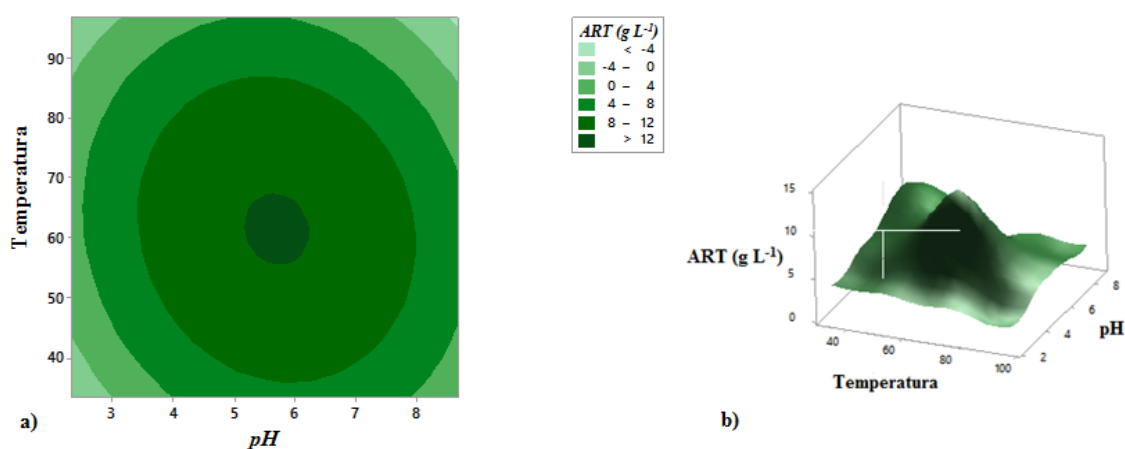 ART (g L-1)
< -4
-4 – 0
0 – 4
4 – 8
8 – 12
> 12
Temperatura
90
80
70
60
50
40
3 4 5 6 7 8
pH
a)
15
10
5
0
ART (g L-1)
40 60 80 100
Temperatura
2 4 6 8
pH
b)